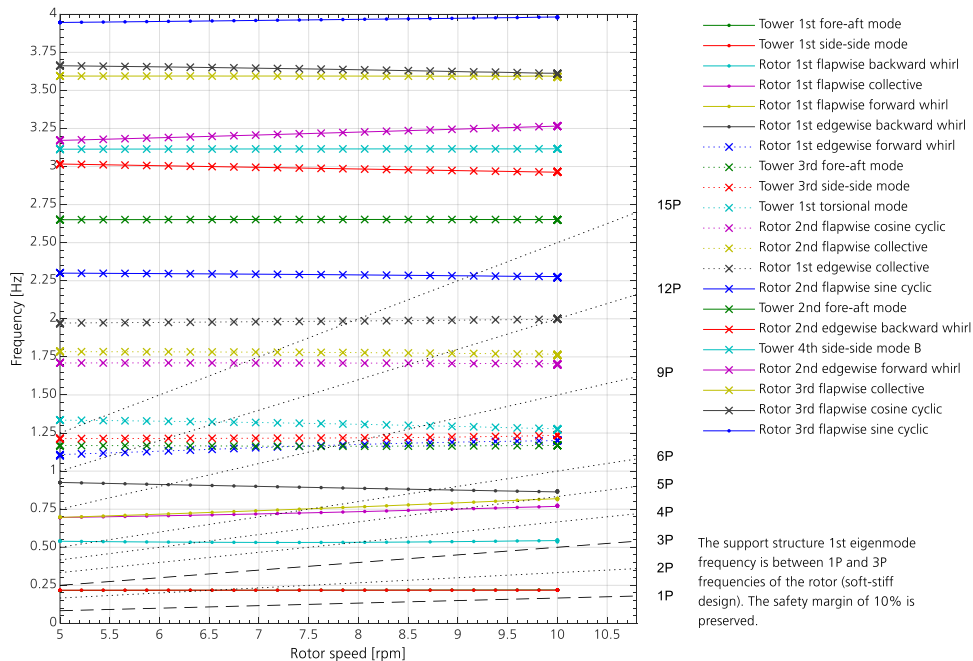 4
3.75
3.50
3.25
3
2.75
2.50
2.25
2
1.75
1.50
1.25
1
0.75
0.50
0.25
0
Frequency [Hz]
5
5.5
6
6.5
7
7.5
8
8.5
9
9.5
10
10.5
Rotor speed [rpm]
15P
12P
9P
6P
5P
4P
3P
2P
1P
Tower 1st fore-aft mode
Tower 1st side-side mode
Rotor 1st flapwise backward whirl
Rotor 1st flapwise collective
Rotor 1st flapwise forward whirl
Rotor 1st edgewise backward whirl
Rotor 1st edgewise forward whirl
Tower 3rd fore-aft mode
Tower 3rd side-side mode
Tower 1st torsional mode
Rotor 2nd flapwise cosine cyclic
Rotor 2nd flapwise collective
Rotor 1st edgewise collective
Rotor 2nd flapwise sine cyclic
Tower 2nd fore-aft mode
Rotor 2nd edgewise backward whirl
Tower 4th side-side mode B
Rotor 2nd edgewise forward whirl
Rotor 3rd flapwise collective
Rotor 3rd flapwise cosine cyclic
Rotor 3rd flapwise sine cyclic
The support structure 1st eigenmode
frequency is between 1P and 3P
frequencies of the rotor (soft-stiff
design). The safety margin of 10% is
preserved.